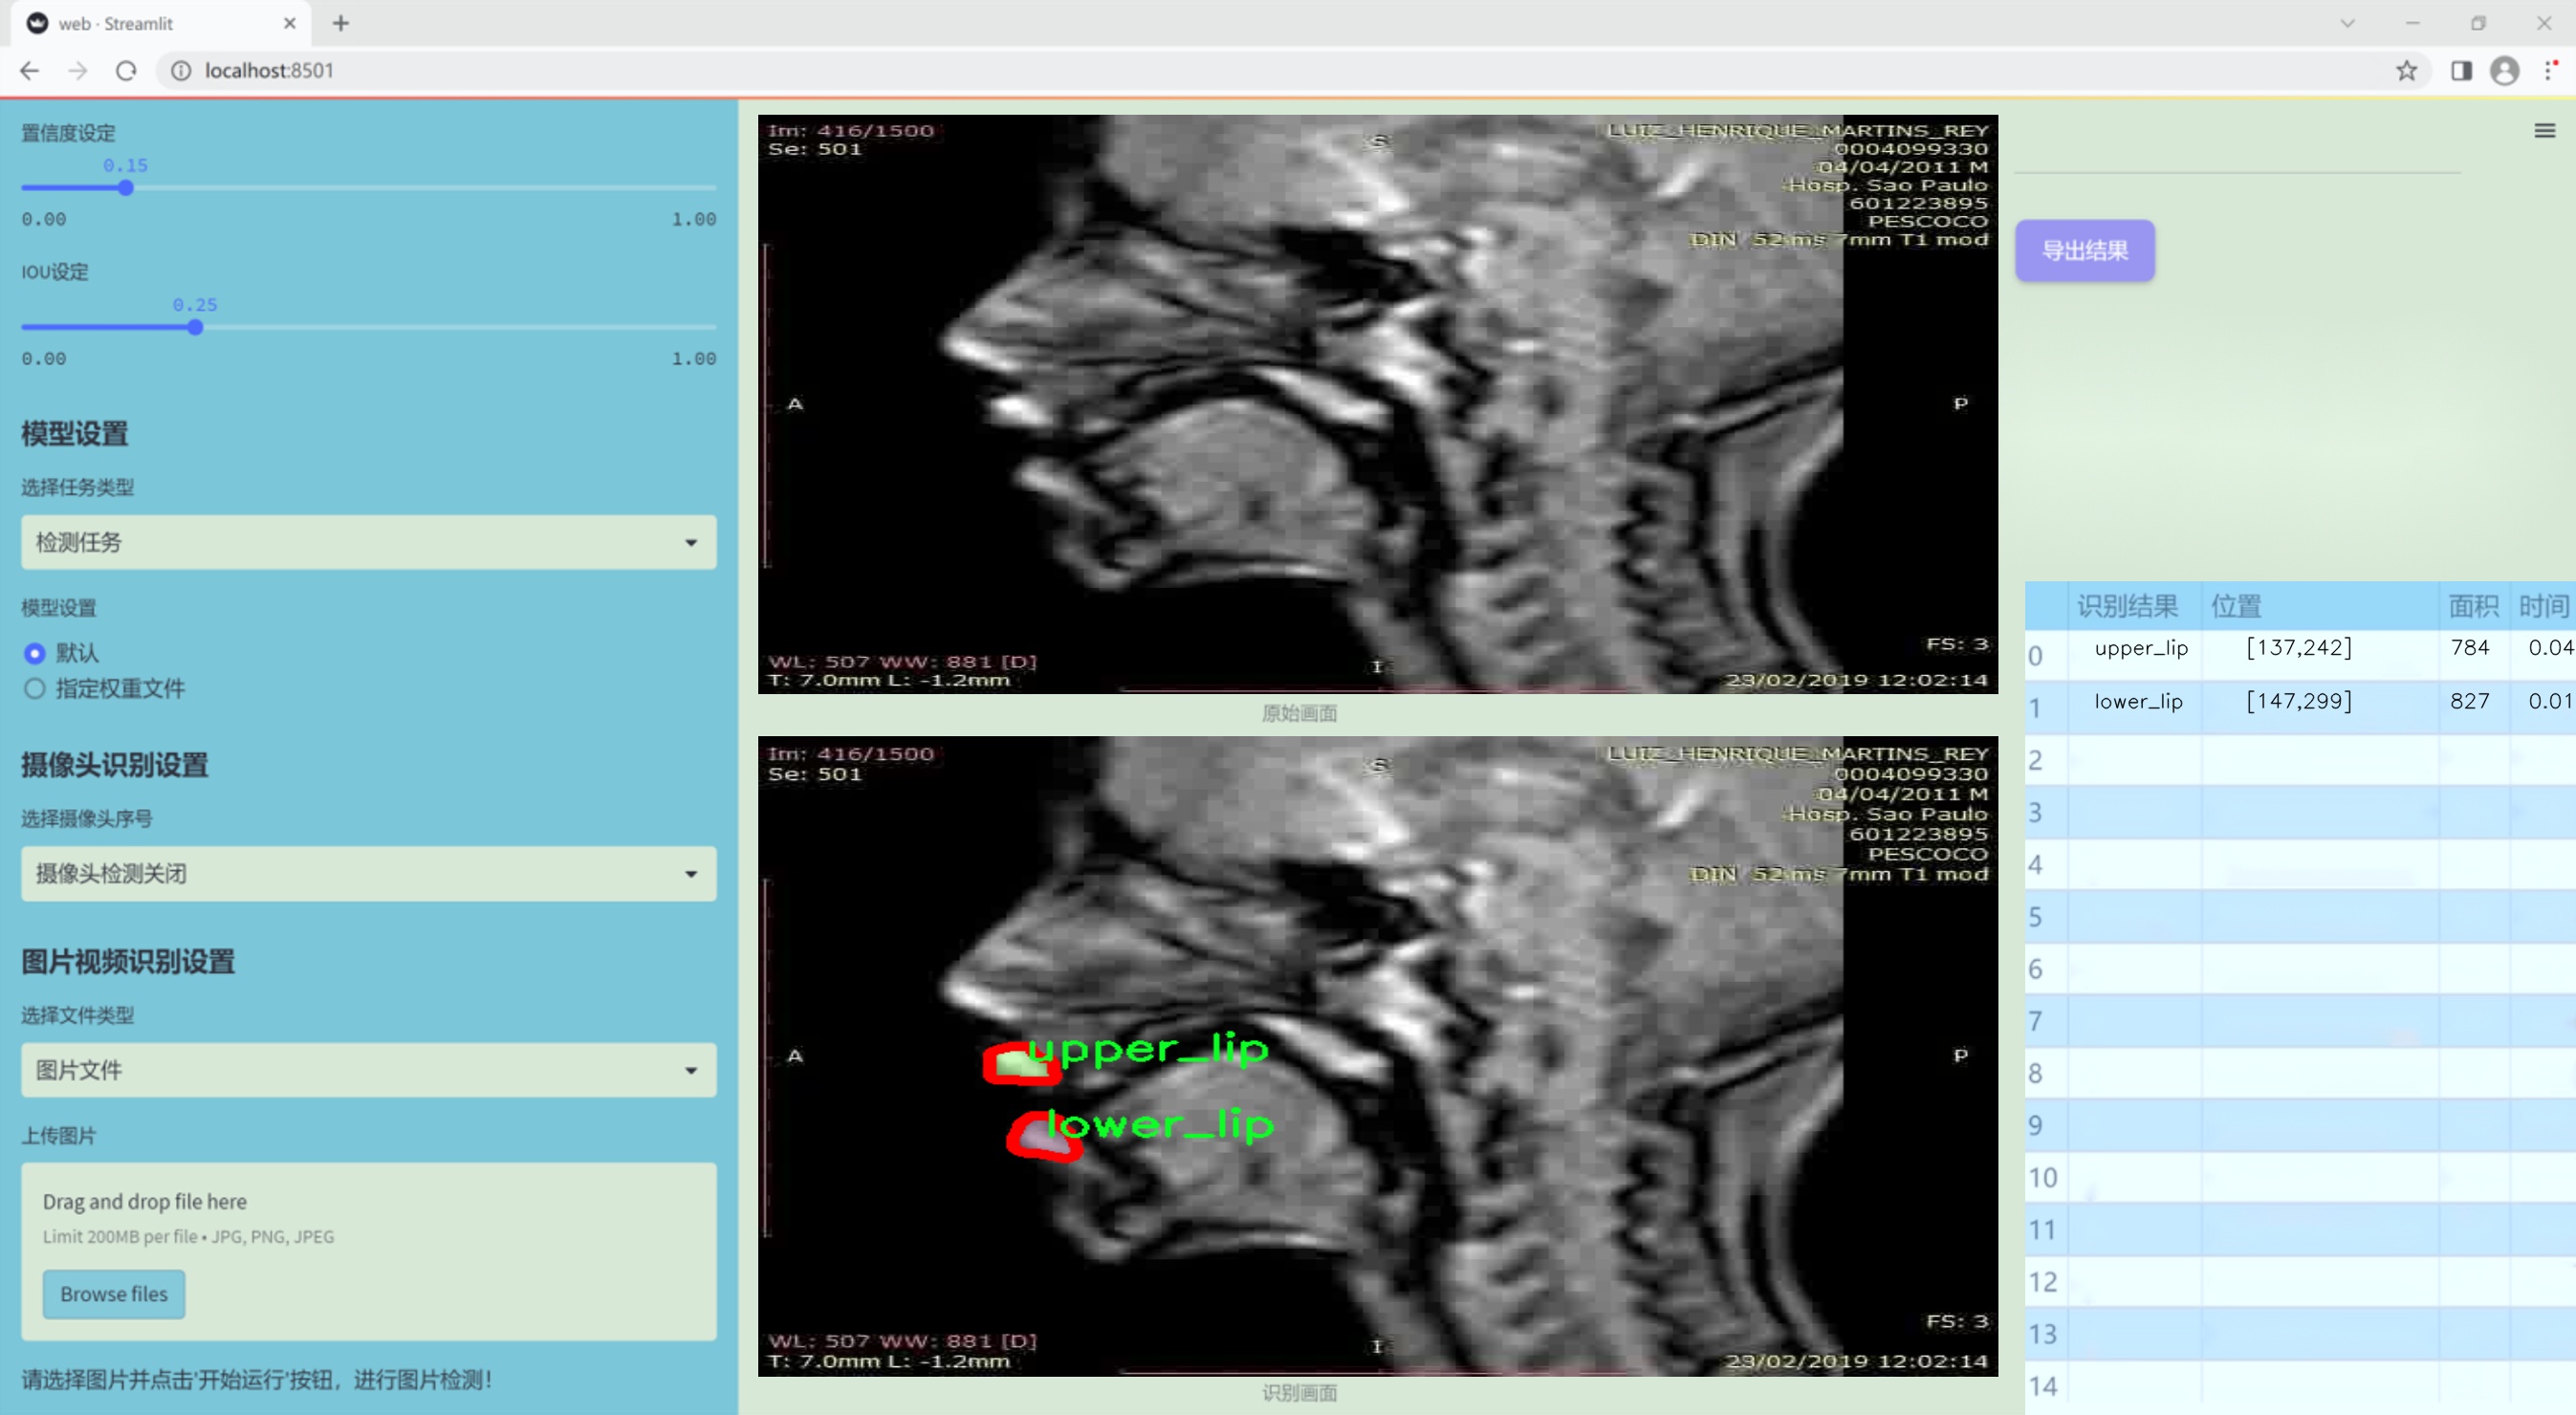 web · Streamlit
localhost:8501
置信度设定
0.15
0.00 1.00
IOU设定
0.25
0.00 1.00
模型设置
选择任务类型
检测任务
模型设置
默认
指定权重文件
摄像头识别设置
选择摄像头序号
摄像头检测关闭
图片视频识别设置
选择文件类型
图片文件
上传图片
Drag and drop file here
Limit 200MB per file • JPG, PNG, JPEG
Browse files
请选择图片并点击'开始运行'按钮，进行图片检测！
Im: 416/1500
Se: 501
S
LUIZ_HENRIQUE_MARTINS_REY
0004099330
04/04/2011 M
Hosp. Sao Paulo
601223895
PESCOCO
DIN 52 ms 7mm T1 mod
A
P
FS: 3
WL: 507 WW: 881 [D]
T: 7.0mm L: -1.2mm
I
23/02/2019 12:02:14
原始画面
Im: 416/1500
Se: 501
S
LUIZ_HENRIQUE_MARTINS_REY
0004099330
04/04/2011 M
Hosp. Sao Paulo
601223895
PESCOCO
DIN 52 ms 7mm T1 mod
upper_lip
A
P
lower_lip
FS: 3
WL: 507 WW: 881 [D]
T: 7.0mm L: -1.2mm
I
23/02/2019 12:02:14
识别画面
导出结果
识别结果 位置 面积 时间
0 upper_lip [137,242] 784 0.04
1 lower_lip [147,299] 827 0.01
2
3
4
5
6
7
8
9
10
11
12
13
14